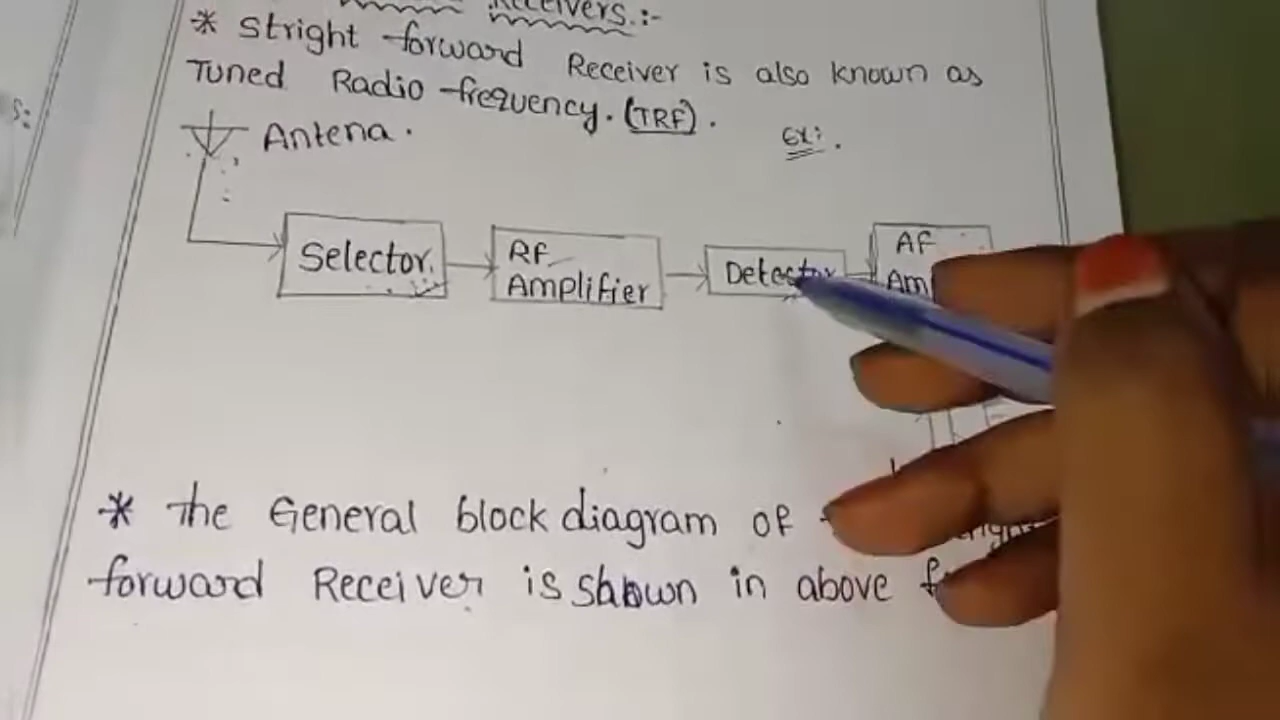 Receivers.:-
* Stright forward Receiver is also known as
Tuned Radio frequency. (TRF).
Antena.
Ex:.
Selector.
RF
Amplifier
Detector
AF
Am
* The General block diagram of
forward Receiver is shown in above
s: